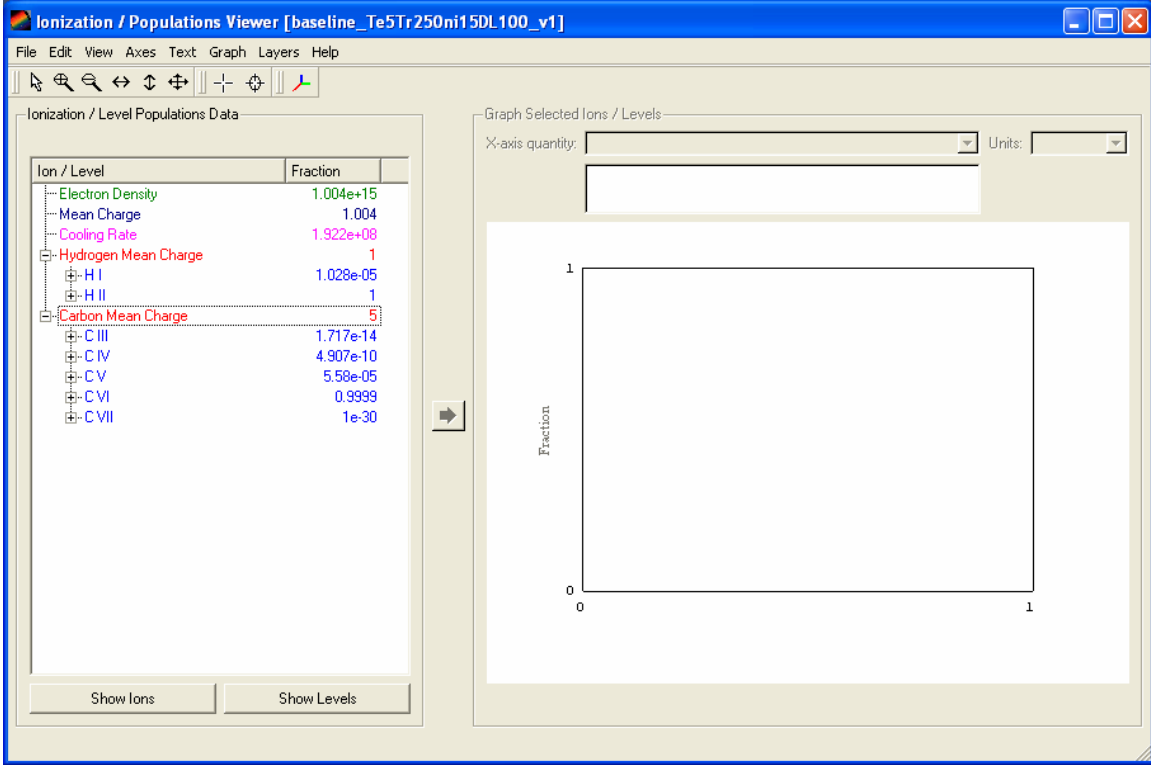 Ionization / Populations Viewer [baseline_Te5Tr250ni15DL100_v1]
File Edit View Axes Text Graph Layers Help
Ionization / Level Populations Data
Ion / Level Fraction
Electron Density 1.004e+15
Mean Charge 1.004
Cooling Rate 1.922e+08
Hydrogen Mean Charge 1
H I 1.028e-05
H II 1
Carbon Mean Charge 5
C III 1.717e-14
C IV 4.907e-10
C V 5.58e-05
C VI 0.9999
C VII 1e-30
Show Ions Show Levels
Graph Selected Ions / Levels
X-axis quantity: Units:
1
Fraction
0
0 1